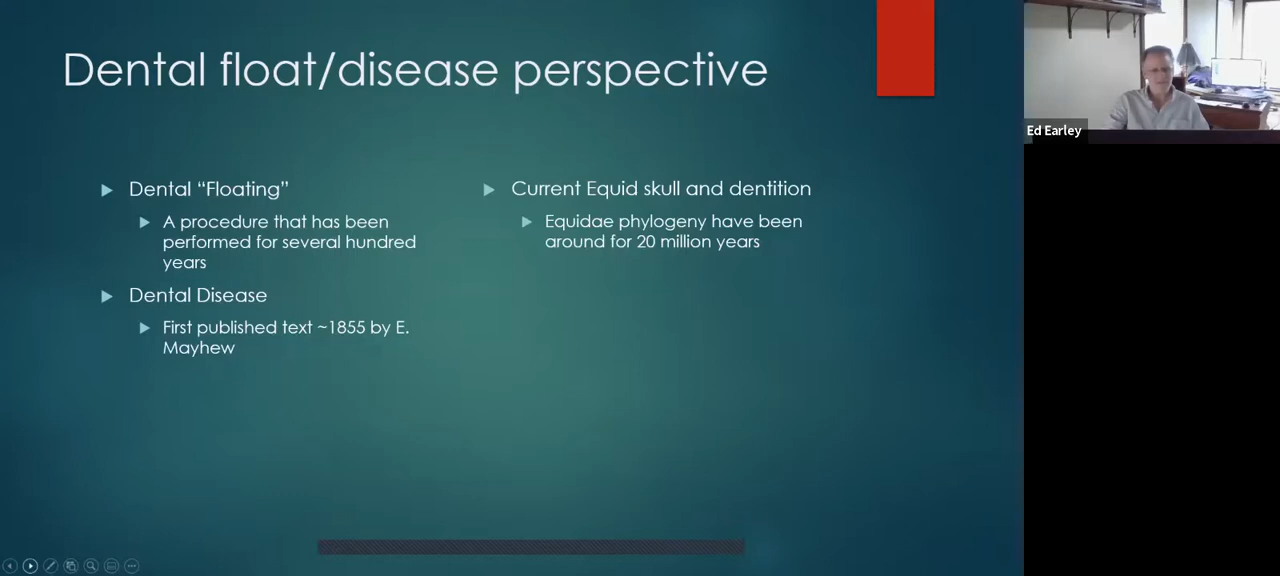 Dental float/disease perspective
Dental “Floating”
A procedure that has been
performed for several hundred
years
Dental Disease
First published text ~1855 by E.
Mayhew
Current Equid skull and dentition
Equidae phylogeny have been
around for 20 million years
Ed Earley